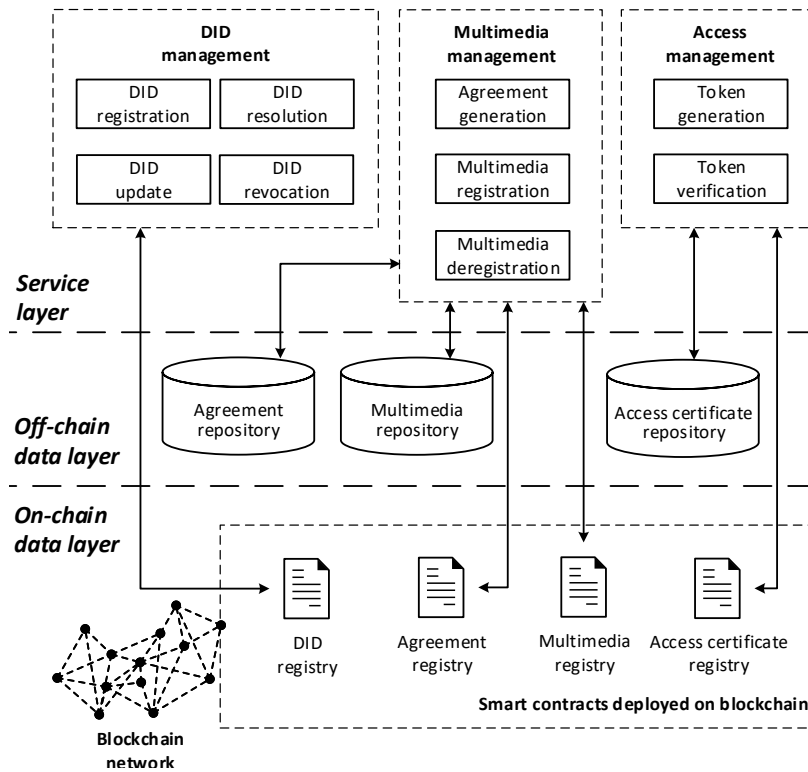 DID
management
DID
registration
DID
resolution
DID
update
DID
revocation
Multimedia
management
Agreement
generation
Multimedia
registration
Multimedia
deregistration
Access
management
Token
generation
Token
verification
Service
layer
Agreement
repository
Multimedia
repository
Access certificate
repository
Off-chain
data layer
On-chain
data layer
DID
registry
Agreement
registry
Multimedia
registry
Access certificate
registry
Smart contracts deployed on blockchain
Blockchain
network